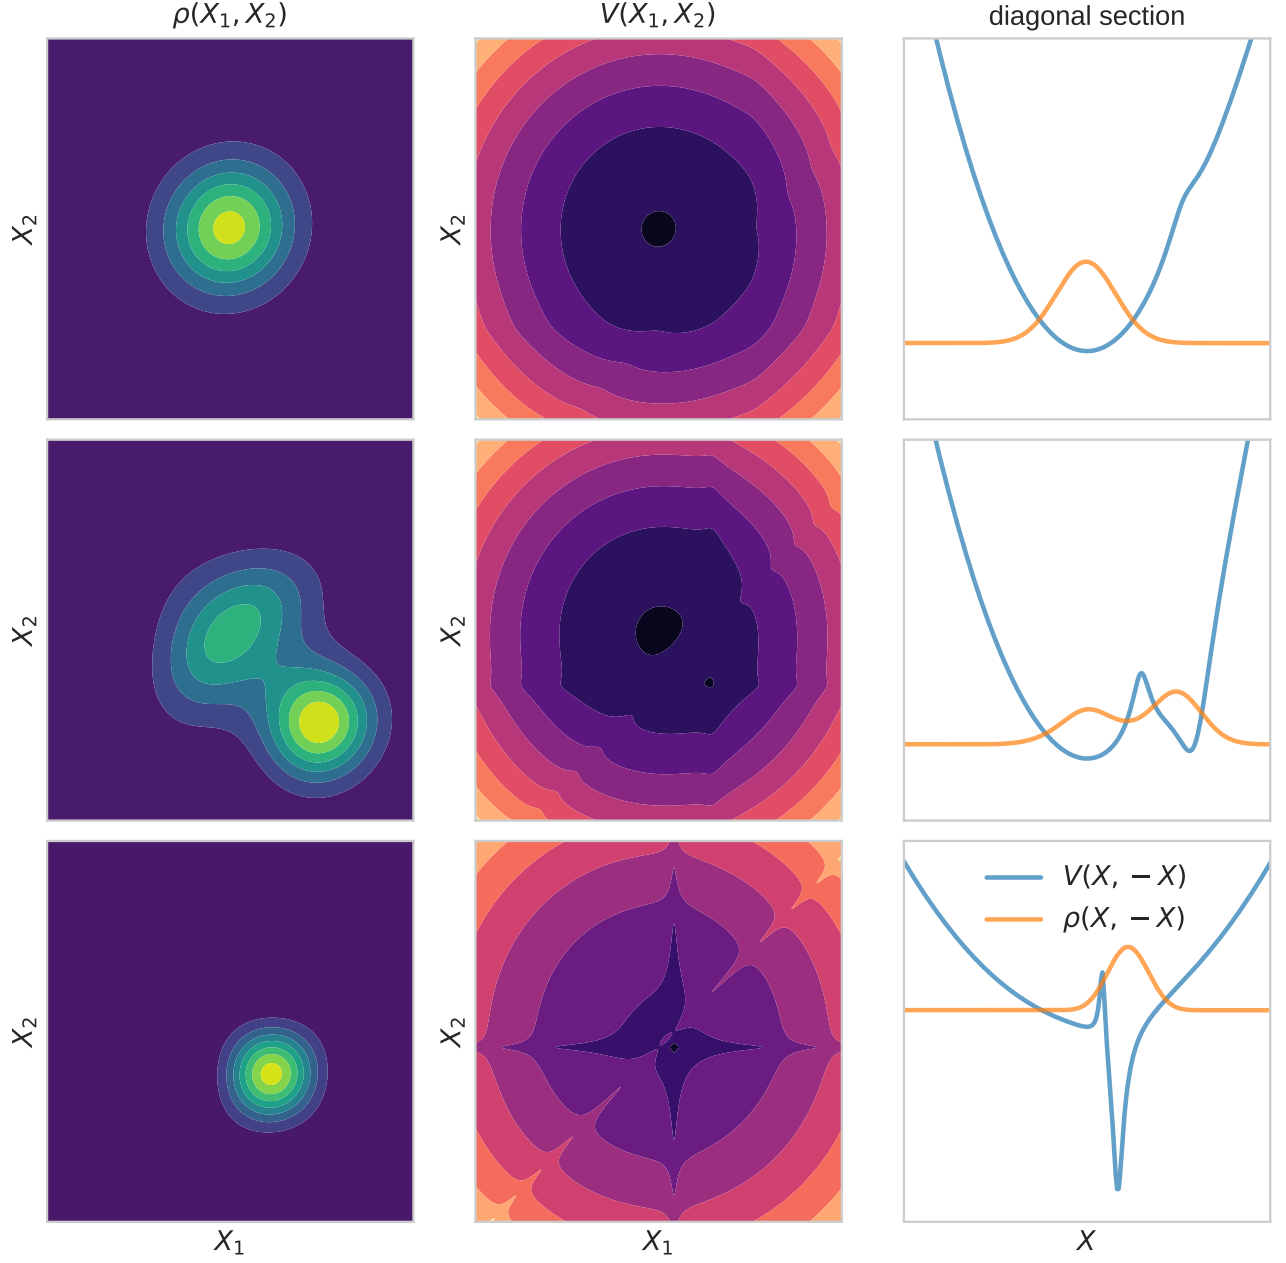 ρ(X₁, X₂)
V(X₁, X₂)
diagonal section
X₂
X₂
X₂
X₂
X₂
X₂
V(X, −X)
ρ(X, −X)
X₁
X₁
X